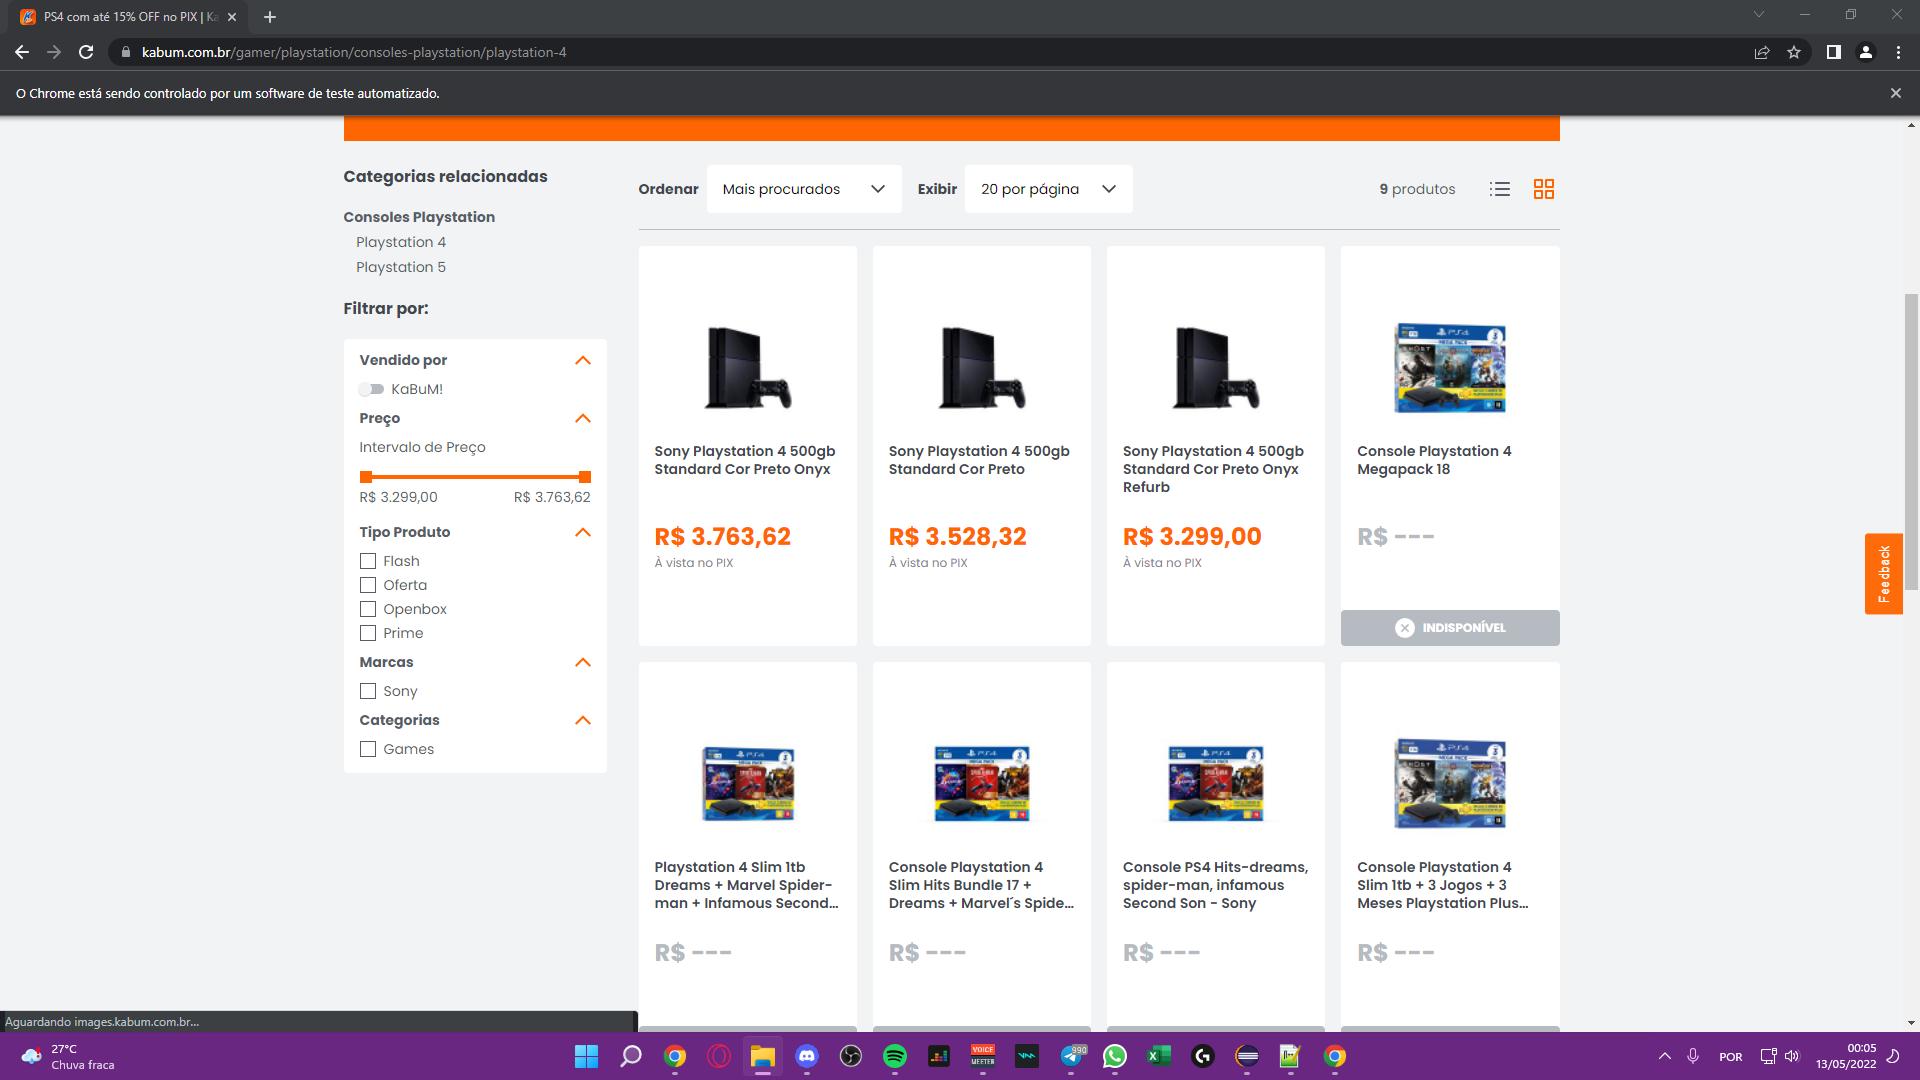 PS4 com até 15% OFF no PIX | Ka
kabum.com.br/gamer/playstation/consoles-playstation/playstation-4
O Chrome está sendo controlado por um software de teste automatizado.
Categorias relacionadas
Consoles Playstation
Playstation 4
Playstation 5
Filtrar por:
Vendido por
KaBuM!
Preço
Intervalo de Preço
R$ 3.299,00 R$ 3.763,62
Tipo Produto
Flash
Oferta
Openbox
Prime
Marcas
Sony
Categorias
Games
Ordenar Mais procurados Exibir 20 por página 9 produtos
Sony Playstation 4 500gb
Standard Cor Preto Onyx
R$ 3.763,62
À vista no PIX
Sony Playstation 4 500gb
Standard Cor Preto
R$ 3.528,32
À vista no PIX
Sony Playstation 4 500gb
Standard Cor Preto Onyx
Refurb
R$ 3.299,00
À vista no PIX
Console Playstation 4
Megapack 18
R$ ---
INDISPONÍVEL
Playstation 4 Slim 1tb
Dreams + Marvel Spider-
man + Infamous Second...
R$ ---
Console Playstation 4
Slim Hits Bundle 17 +
Dreams + Marvel´s Spide...
R$ ---
Console PS4 Hits-dreams,
spider-man, infamous
Second Son - Sony
R$ ---
Console Playstation 4
Slim 1tb + 3 Jogos + 3
Meses Playstation Plus...
R$ ---
Feedback
Aguardando images.kabum.com.br...
27°C
Chuva fraca
VOICE
MEETER
990
POR
00:05
13/05/2022